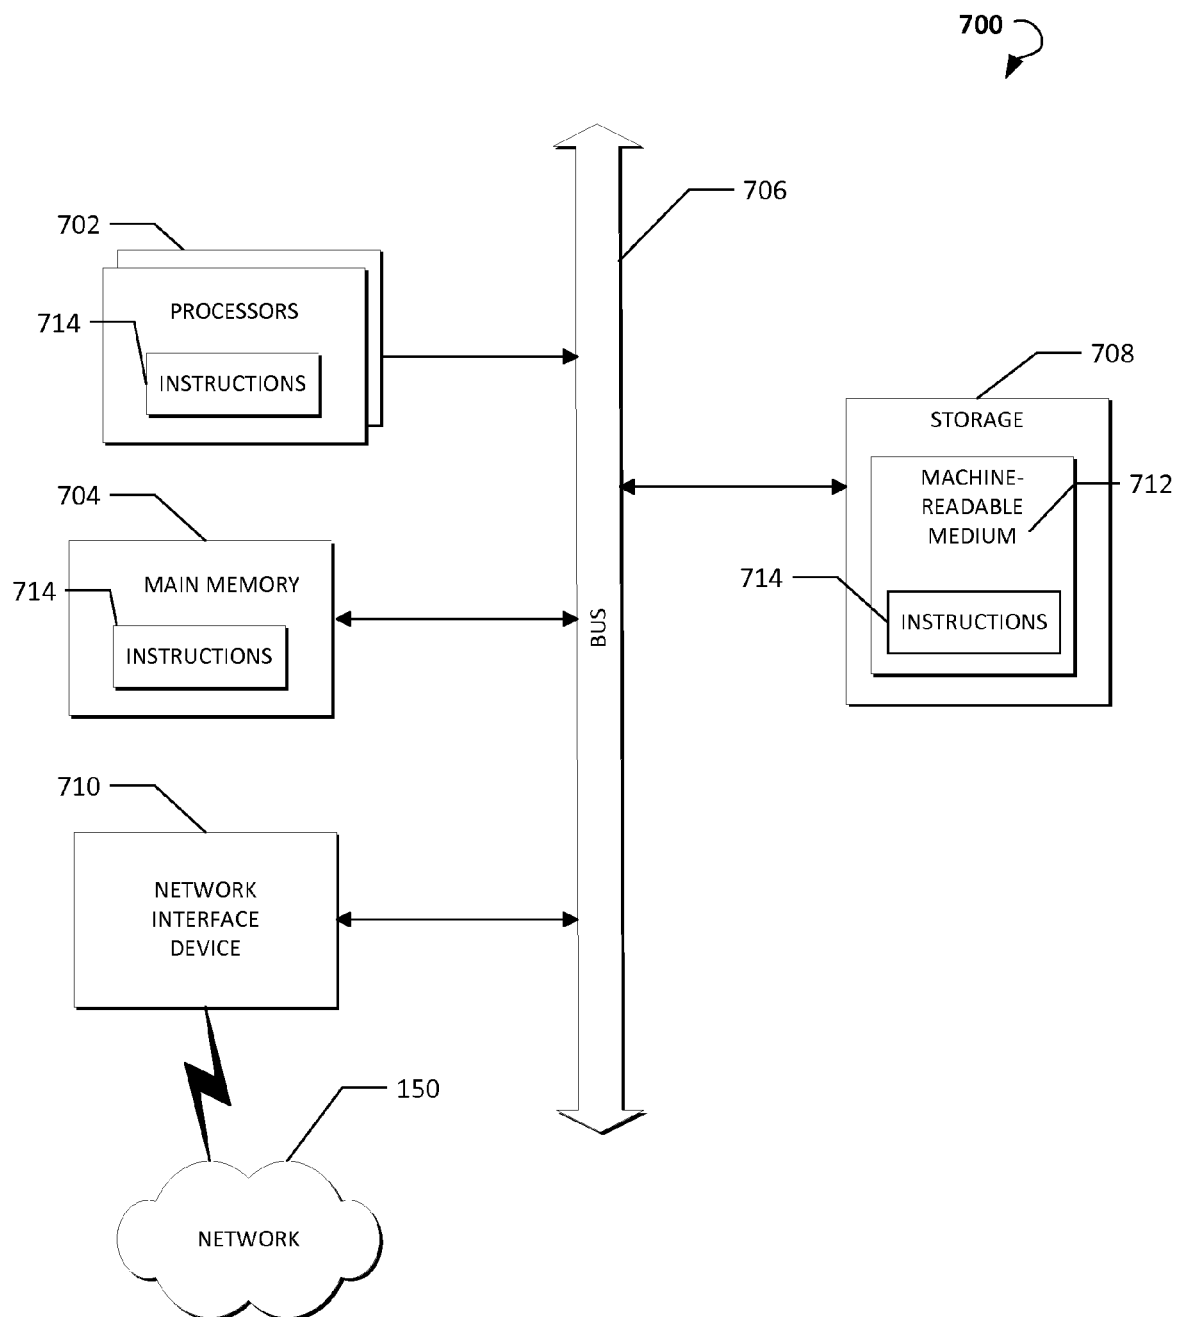 700
706
702
PROCESSORS
714
INSTRUCTIONS
708
STORAGE
MACHINE-
READABLE
MEDIUM
712
714
INSTRUCTIONS
704
MAIN MEMORY
714
INSTRUCTIONS
BUS
710
NETWORK
INTERFACE
DEVICE
150
NETWORK